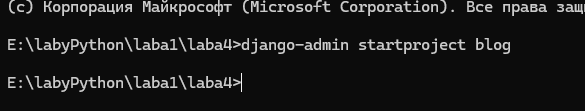 (c) Корпорация Майкрософт (Microsoft Corporation). Все права
E:\labyPython\laba1\laba4>django-admin startproject blog
E:\labyPython\laba1\laba4>